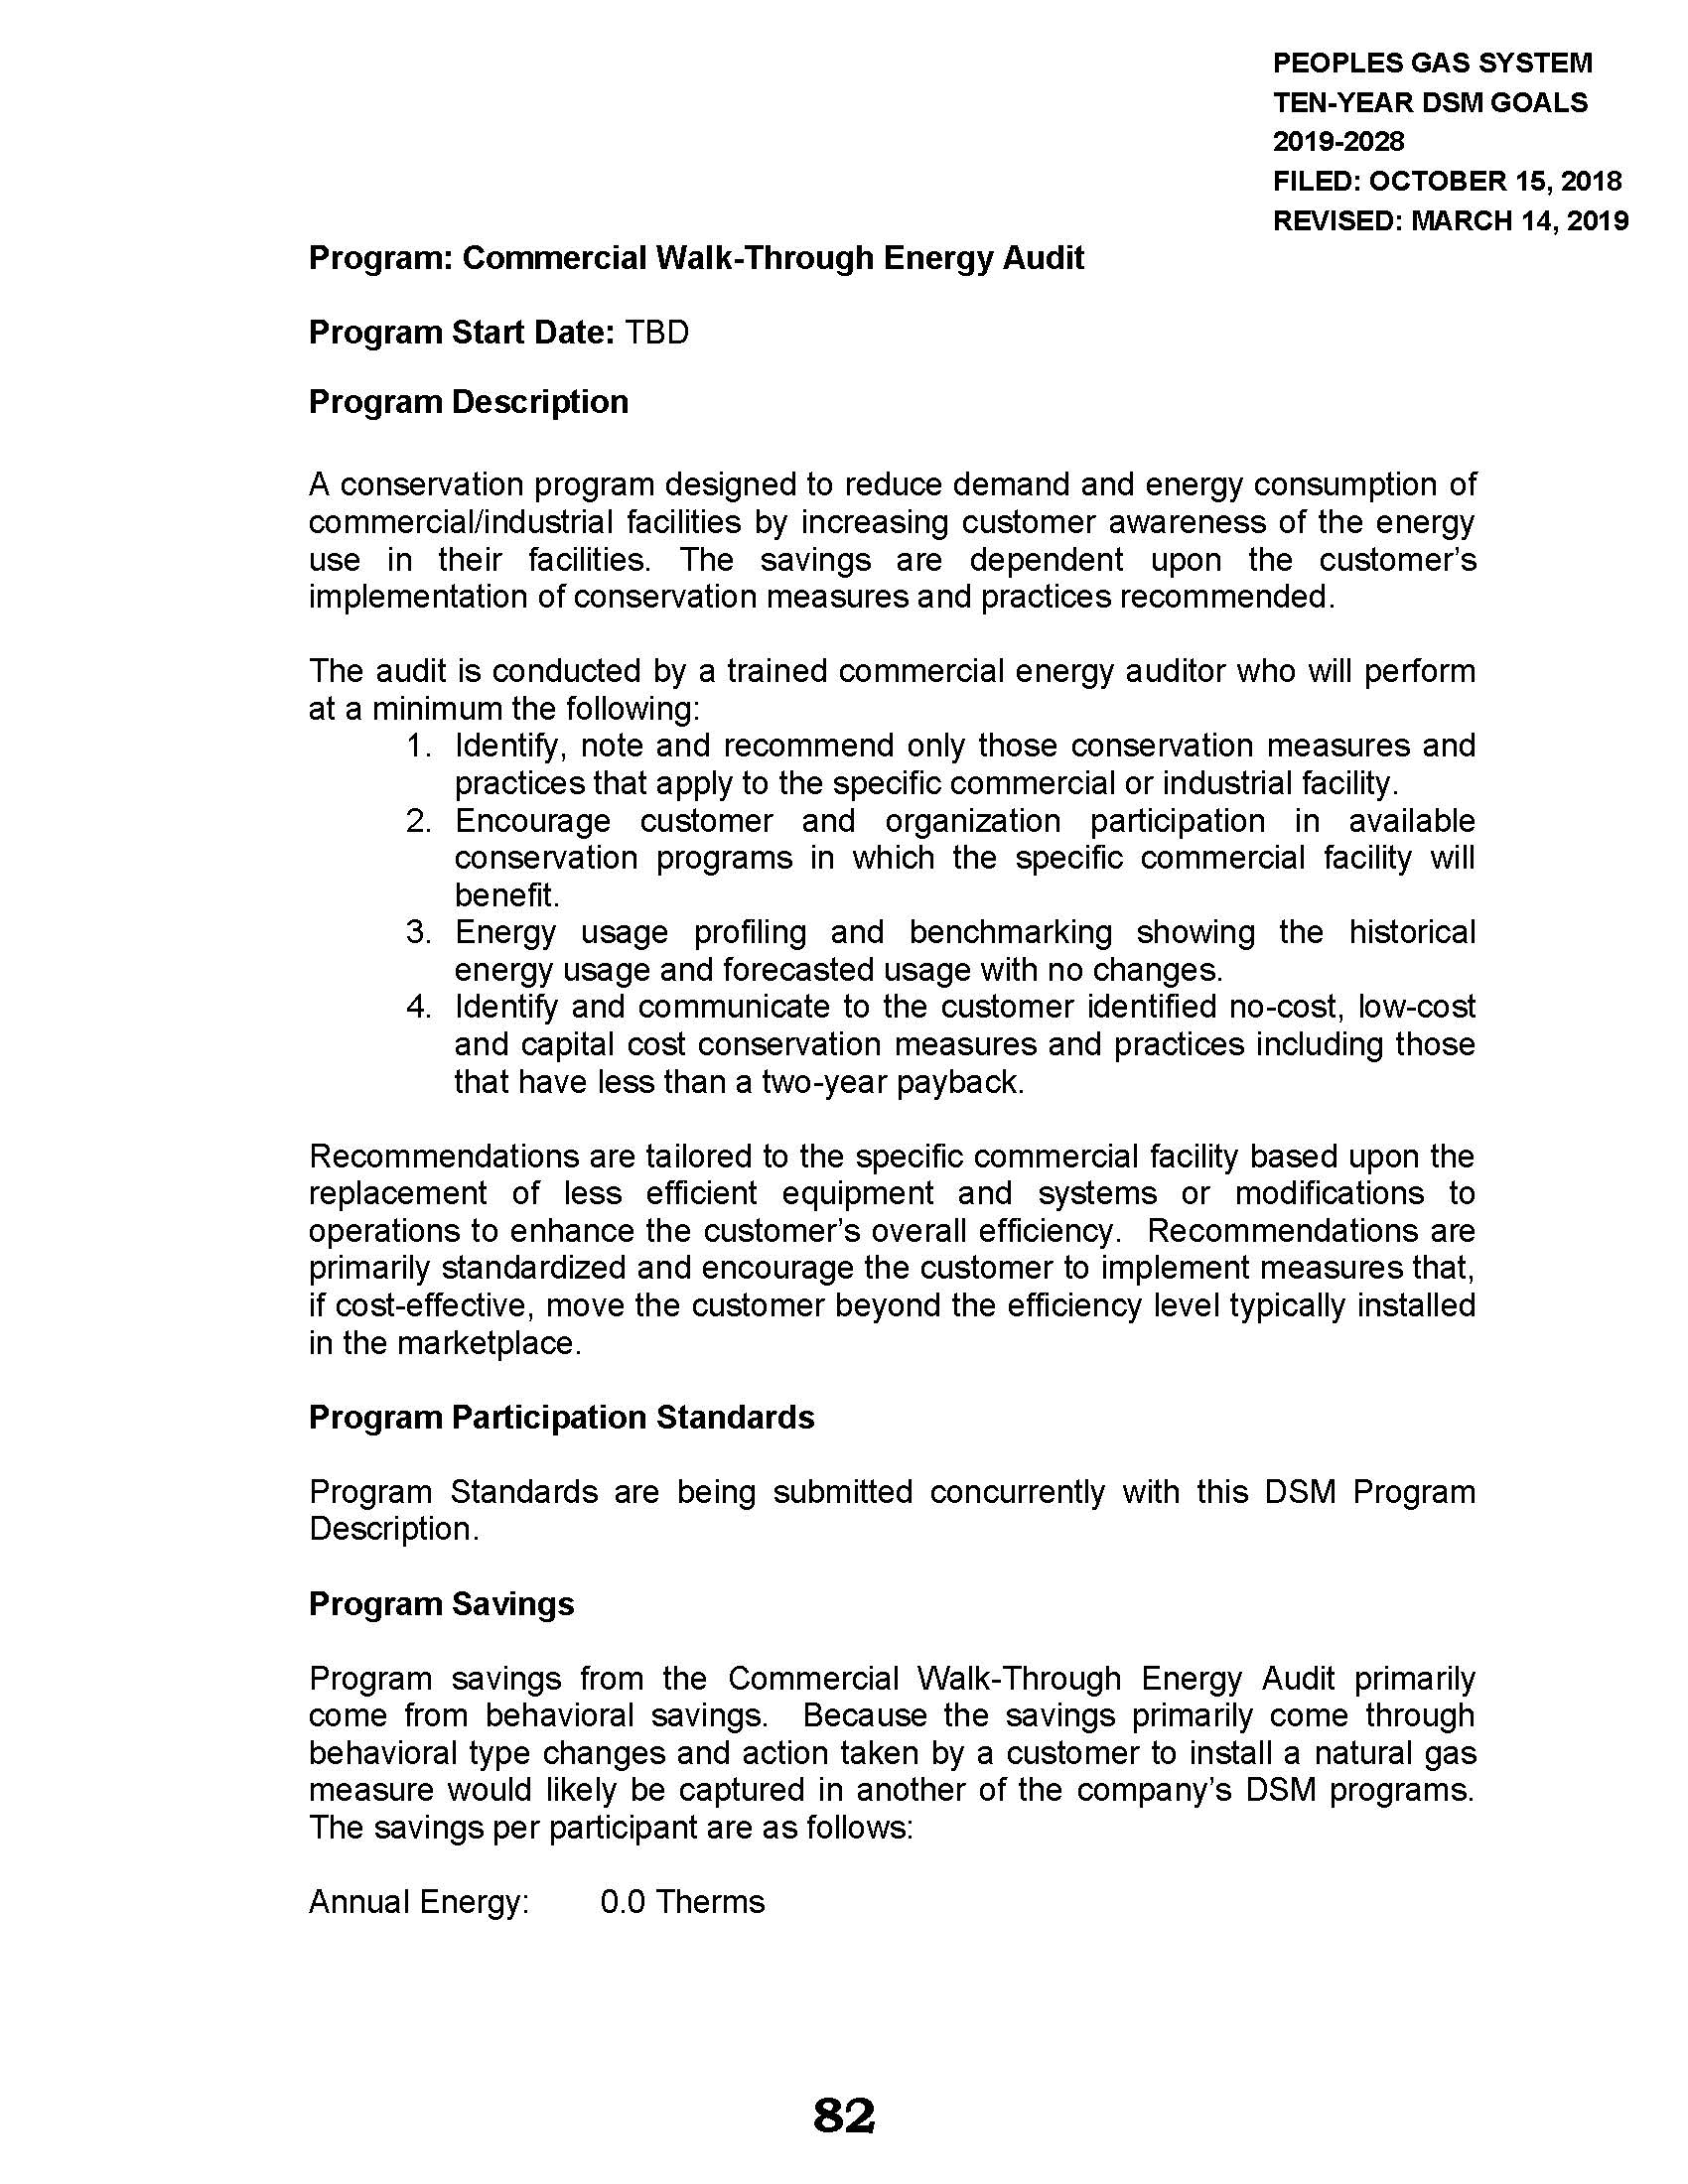 PEOPLES GAS SYSTEM
TEN-YEAR DSM GOALS
2019-2028
FILED: OCTOBER 15, 2018
REVISED: MARCH 14, 2019
Program: Commercial Walk-Through Energy Audit
Program Start Date: TBD
Program Description
A conservation program designed to reduce demand and energy consumption of
commercial/industrial facilities by increasing customer awareness of the energy
use in their facilities. The savings are dependent upon the customer’s
implementation of conservation measures and practices recommended.
The audit is conducted by a trained commercial energy auditor who will perform
at a minimum the following:
1. Identify, note and recommend only those conservation measures and
practices that apply to the specific commercial or industrial facility.
2. Encourage customer and organization participation in available
conservation programs in which the specific commercial facility will
benefit.
3. Energy usage profiling and benchmarking showing the historical
energy usage and forecasted usage with no changes.
4. Identify and communicate to the customer identified no-cost, low-cost
and capital cost conservation measures and practices including those
that have less than a two-year payback.
Recommendations are tailored to the specific commercial facility based upon the
replacement of less efficient equipment and systems or modifications to
operations to enhance the customer’s overall efficiency. Recommendations are
primarily standardized and encourage the customer to implement measures that,
if cost-effective, move the customer beyond the efficiency level typically installed
in the marketplace.
Program Participation Standards
Program Standards are being submitted concurrently with this DSM Program
Description.
Program Savings
Program savings from the Commercial Walk-Through Energy Audit primarily
come from behavioral savings. Because the savings primarily come through
behavioral type changes and action taken by a customer to install a natural gas
measure would likely be captured in another of the company’s DSM programs.
The savings per participant are as follows:
Annual Energy: 0.0 Therms
82